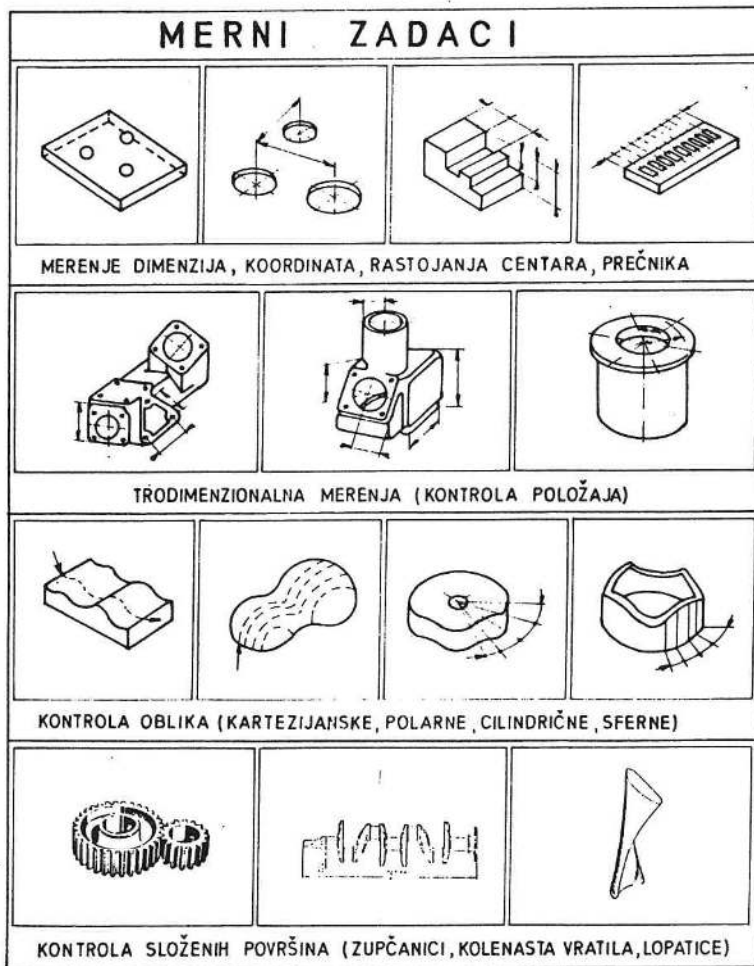 MERNI ZADACI
MERENJE DIMENZIJA, KOORDINATA, RASTOJANJA CENTARA, PREČNIKA
TRODIMENZIONALNA MERENJA (KONTROLA POLOŽAJA)
KONTROLA OBLIKA (KARTEZIJANSKE, POLARNE, CILINDRIČNE, SFERNE)
KONTROLA SLOŽENIH POVRŠINA (ZUPČANICI, KOLENASTA VRATILA, LOPATICE)